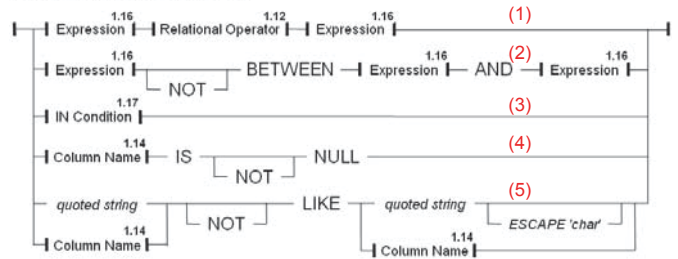 1.16 1.12 1.16 (1)
Expression Relational Operator Expression
1.16 1.16 (2) 1.16
Expression BETWEEN Expression AND Expression
NOT
1.17 (3)
IN Condition
1.14 (4)
Column Name IS NULL
NOT
(5)
quoted string LIKE quoted string
NOT ESCAPE 'char'
1.14 1.14
Column Name Column Name